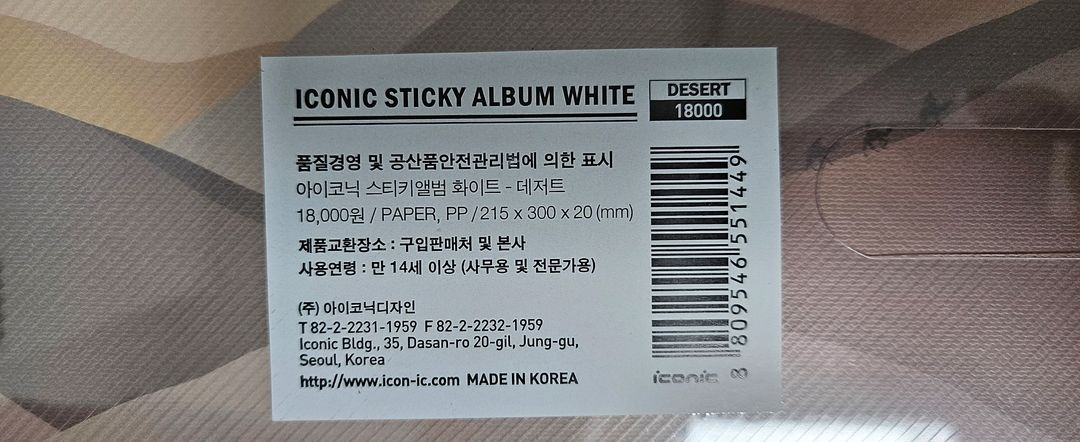 ICONIC STICKY ALBUM WHITE
DESERT
18000
품질경영 및 공산품안전관리법에 의한 표시
아이코닉 스티키앨범 화이트 - 데저트
18,000원 / PAPER, PP / 215 x 300 x 20 (mm)
제품교환장소 : 구입판매처 및 본사
사용연령 : 만 14세 이상 (사무용 및 전문가용)
(주) 아이코닉디자인
T 82-2-2231-1959 F 82-2-2232-1959
Iconic Bldg., 35, Dasan-ro 20-gil, Jung-gu,
Seoul, Korea
http://www.icon-ic.com MADE IN KOREA
8 809546 551449
iconic